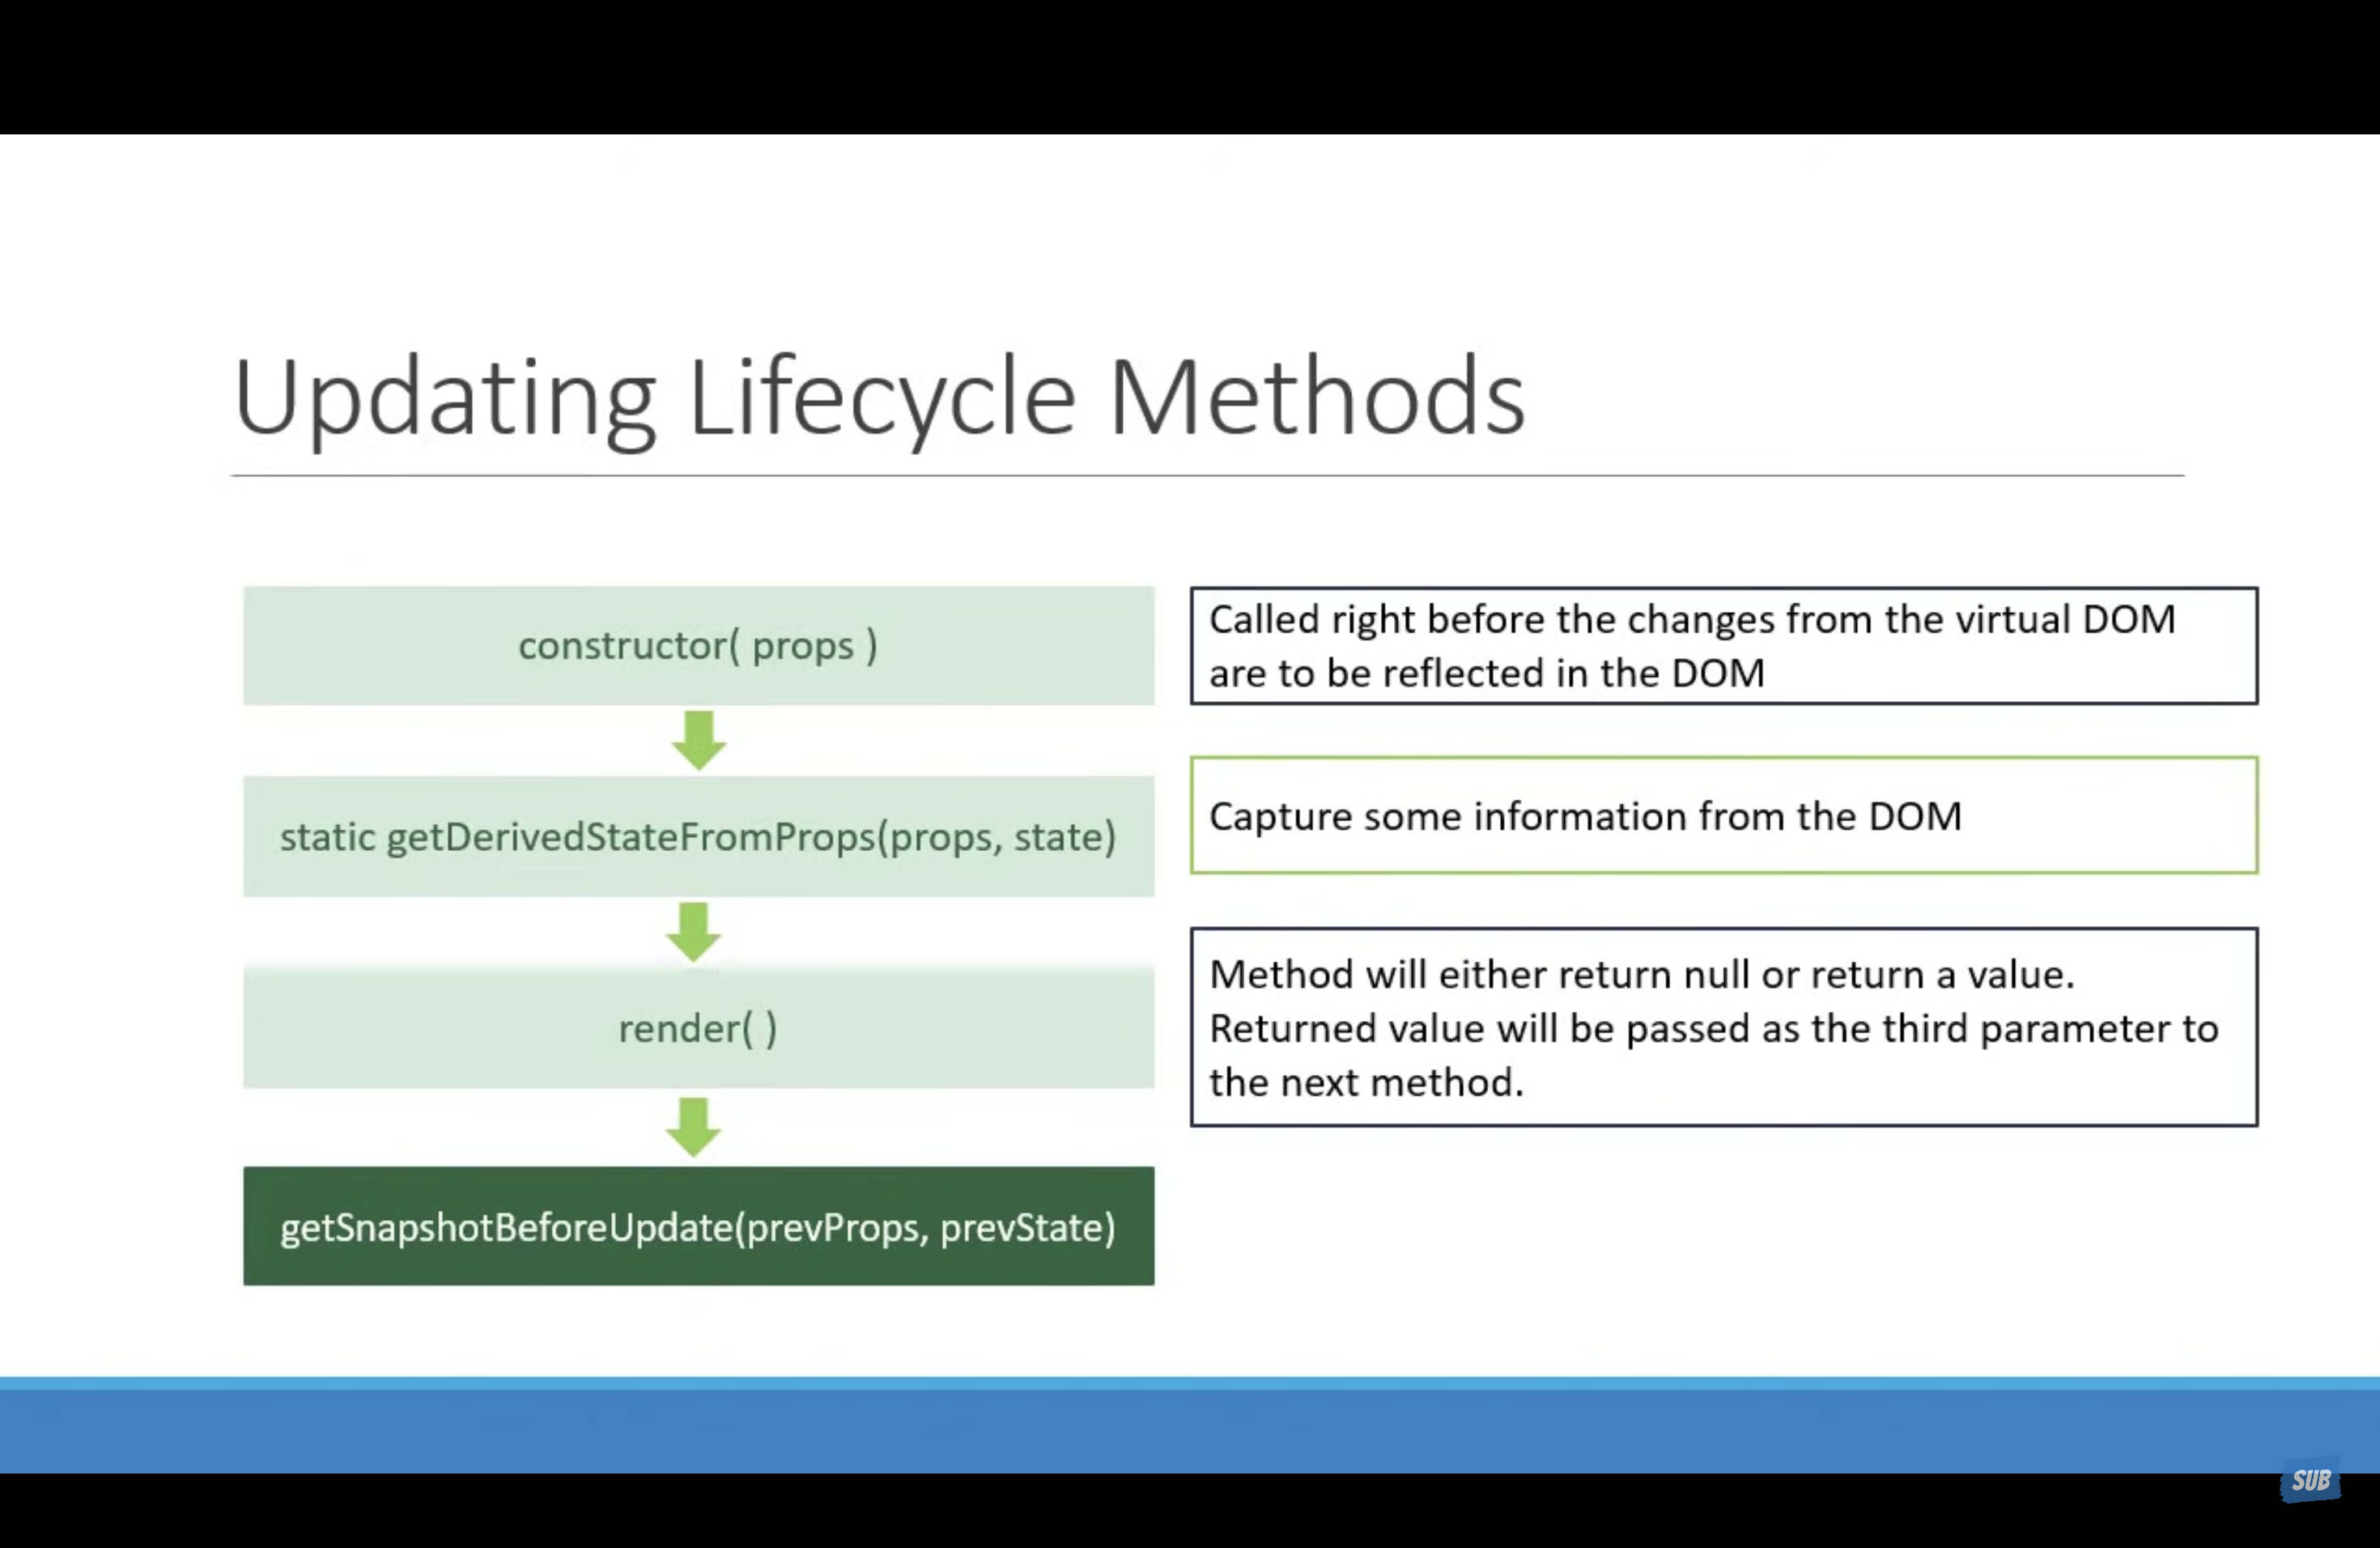 Updating Lifecycle Methods
constructor( props )
static getDerivedStateFromProps(props, state)
render( )
getSnapshotBeforeUpdate(prevProps, prevState)
Called right before the changes from the virtual DOM
are to be reflected in the DOM
Capture some information from the DOM
Method will either return null or return a value.
Returned value will be passed as the third parameter to
the next method.
SUB